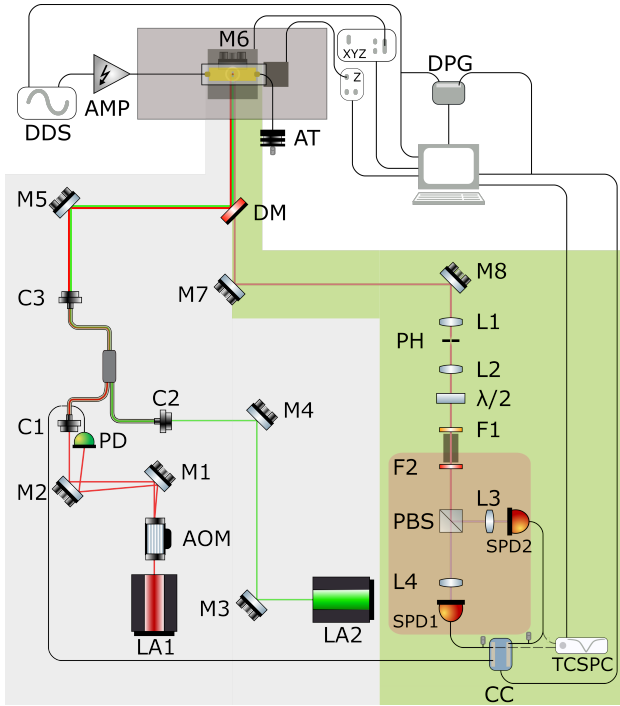 M6
XYZ
Z
DPG
DDS
AMP
AT
M5
DM
M7
M8
C3
L1
PH
L2
λ/2
C2
M4
C1
PD
F1
F2
M2
M1
L3
PBS
AOM
SPD2
M3
L4
LA1
LA2
SPD1
TCSPC
CC